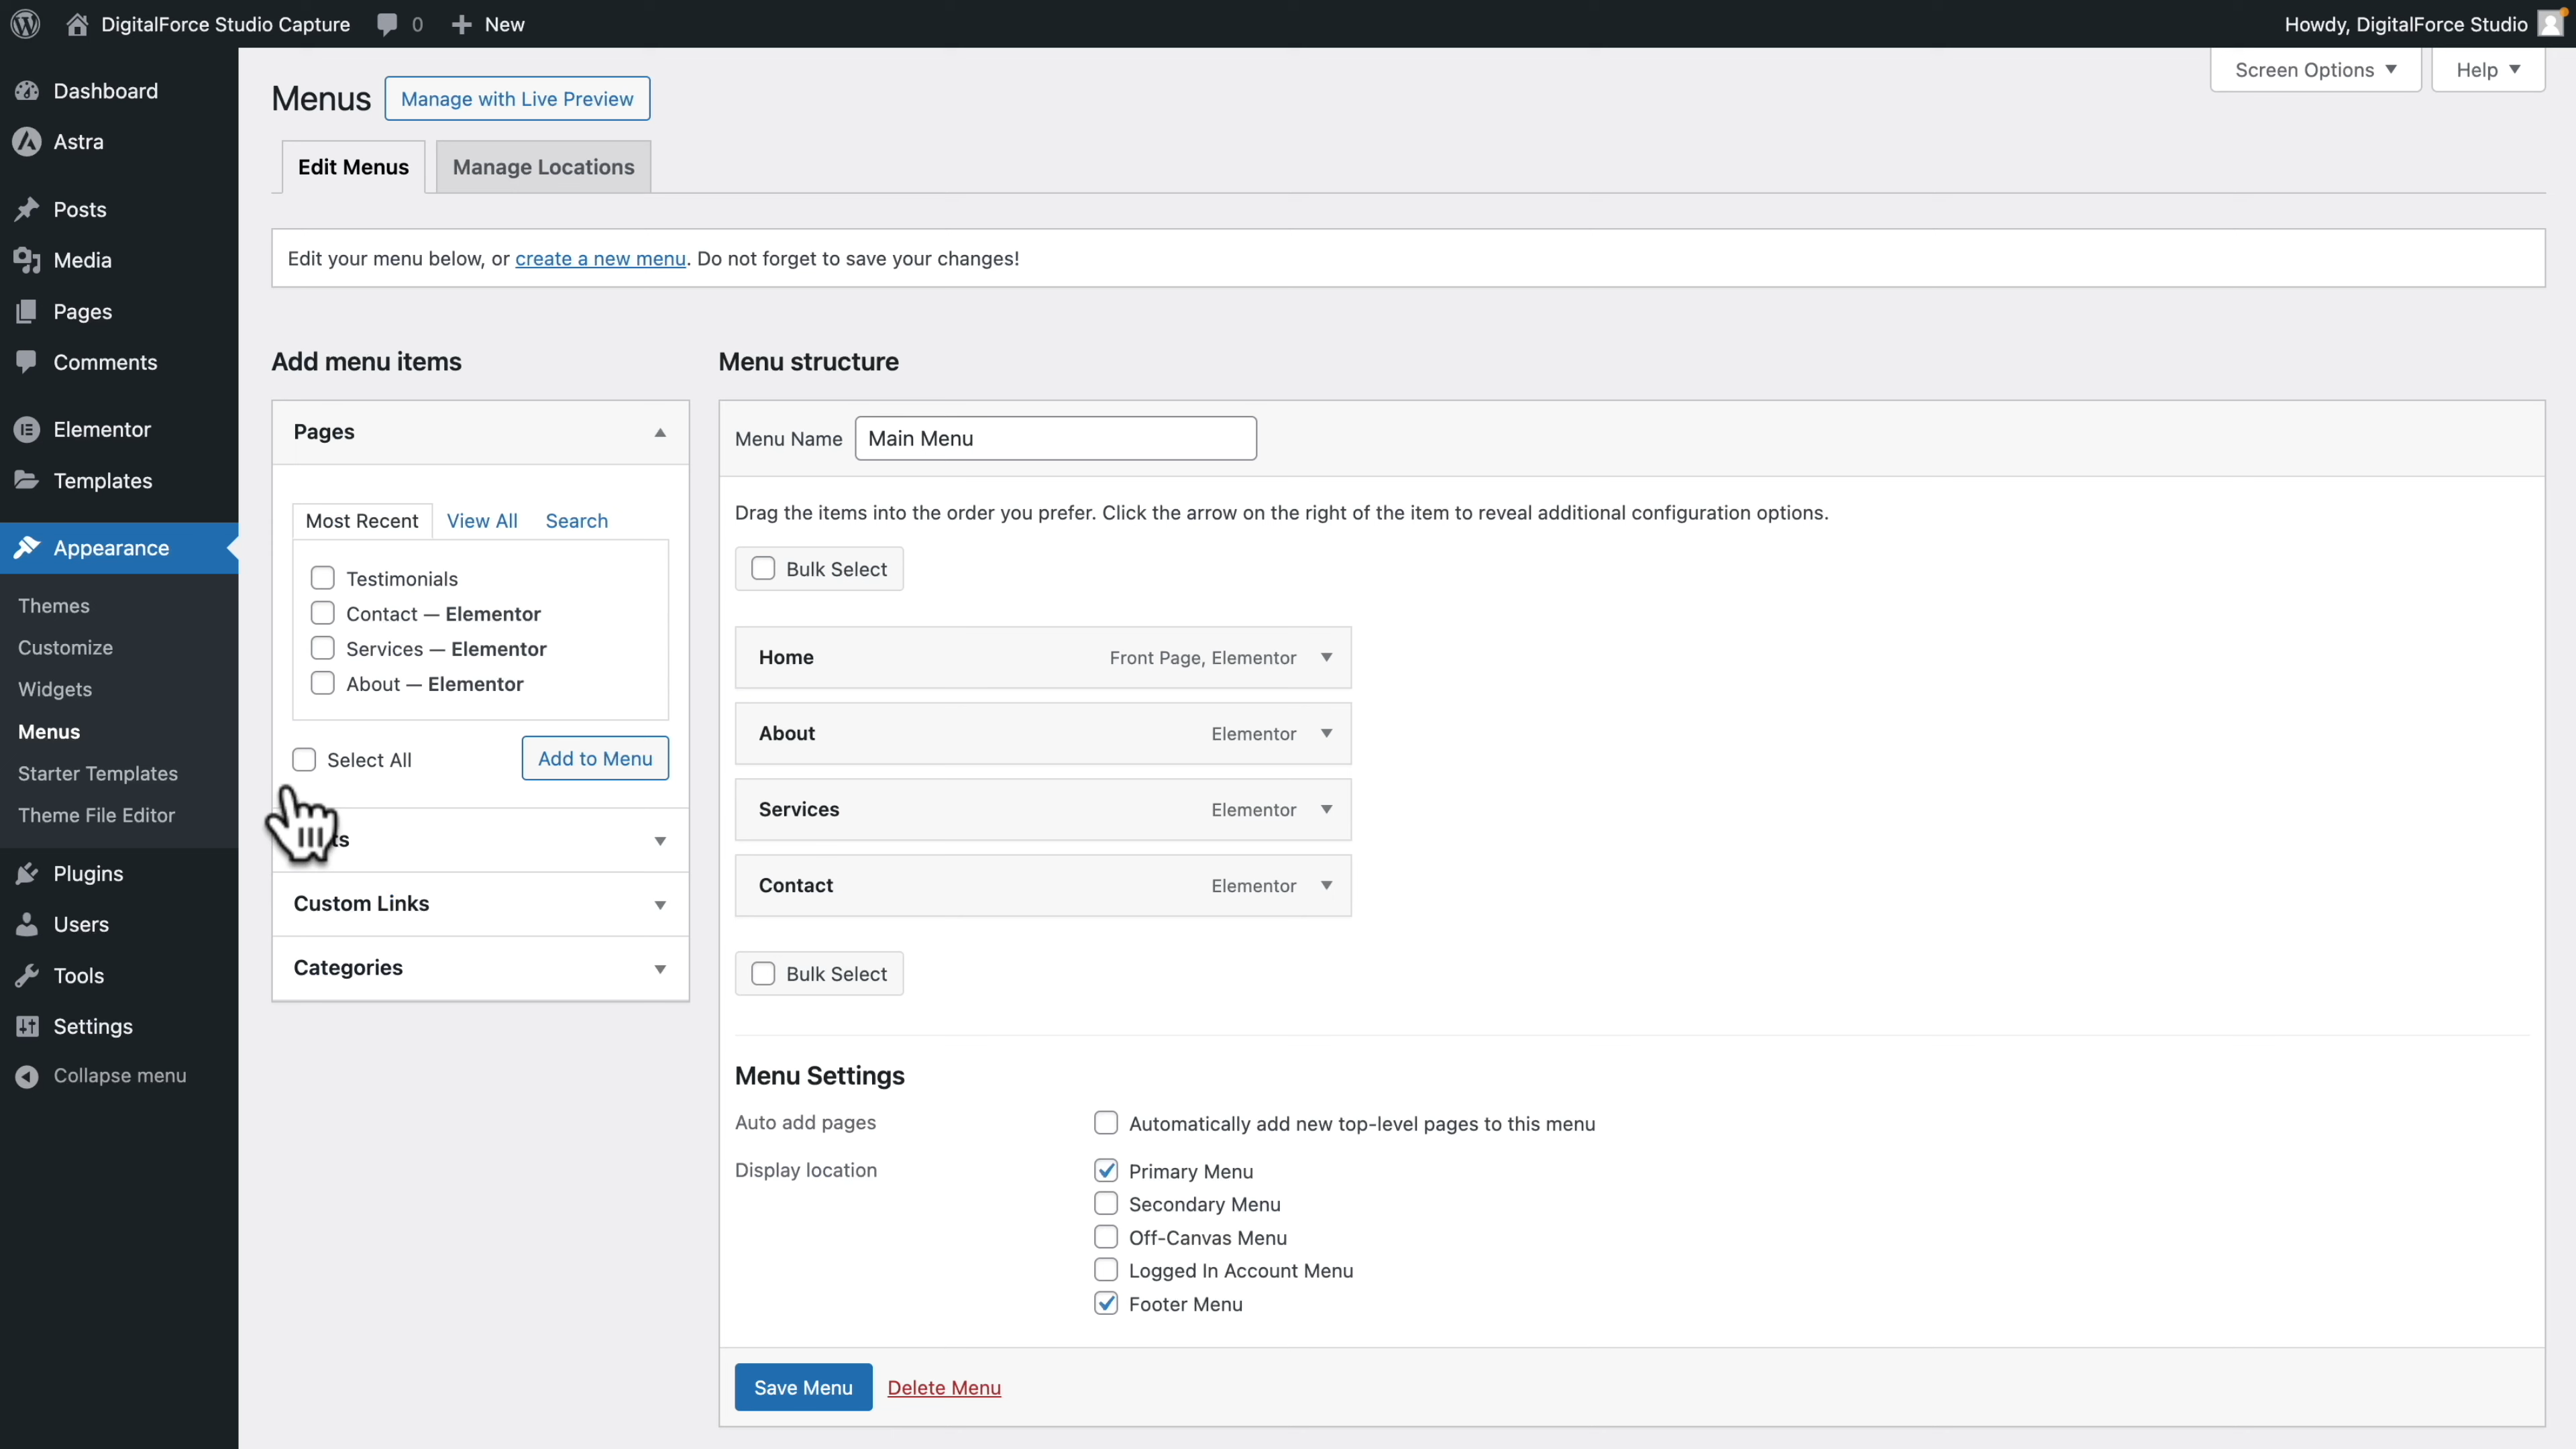 DigitalForce Studio Capture 0 New Howdy, DigitalForce Studio
Screen Options Help
Dashboard
Astra
Posts
Media
Pages
Comments
Elementor
Templates
Appearance
Themes
Customize
Widgets
Menus
Starter Templates
Theme File Editor
Plugins
Users
Tools
Settings
Collapse menu
Menus Manage with Live Preview
Edit Menus Manage Locations
Edit your menu below, or create a new menu. Do not forget to save your changes!
Add menu items
Pages
Most Recent View All Search
Testimonials
Contact — Elementor
Services — Elementor
About — Elementor
Select All Add to Menu
Custom Links
Categories
Menu structure
Menu Name Main Menu
Drag the items into the order you prefer. Click the arrow on the right of the item to reveal additional configuration options.
Bulk Select
Home Front Page, Elementor
About Elementor
Services Elementor
Contact Elementor
Bulk Select
Menu Settings
Auto add pages Automatically add new top-level pages to this menu
Display location Primary Menu
Secondary Menu
Off-Canvas Menu
Logged In Account Menu
Footer Menu
Save Menu Delete Menu